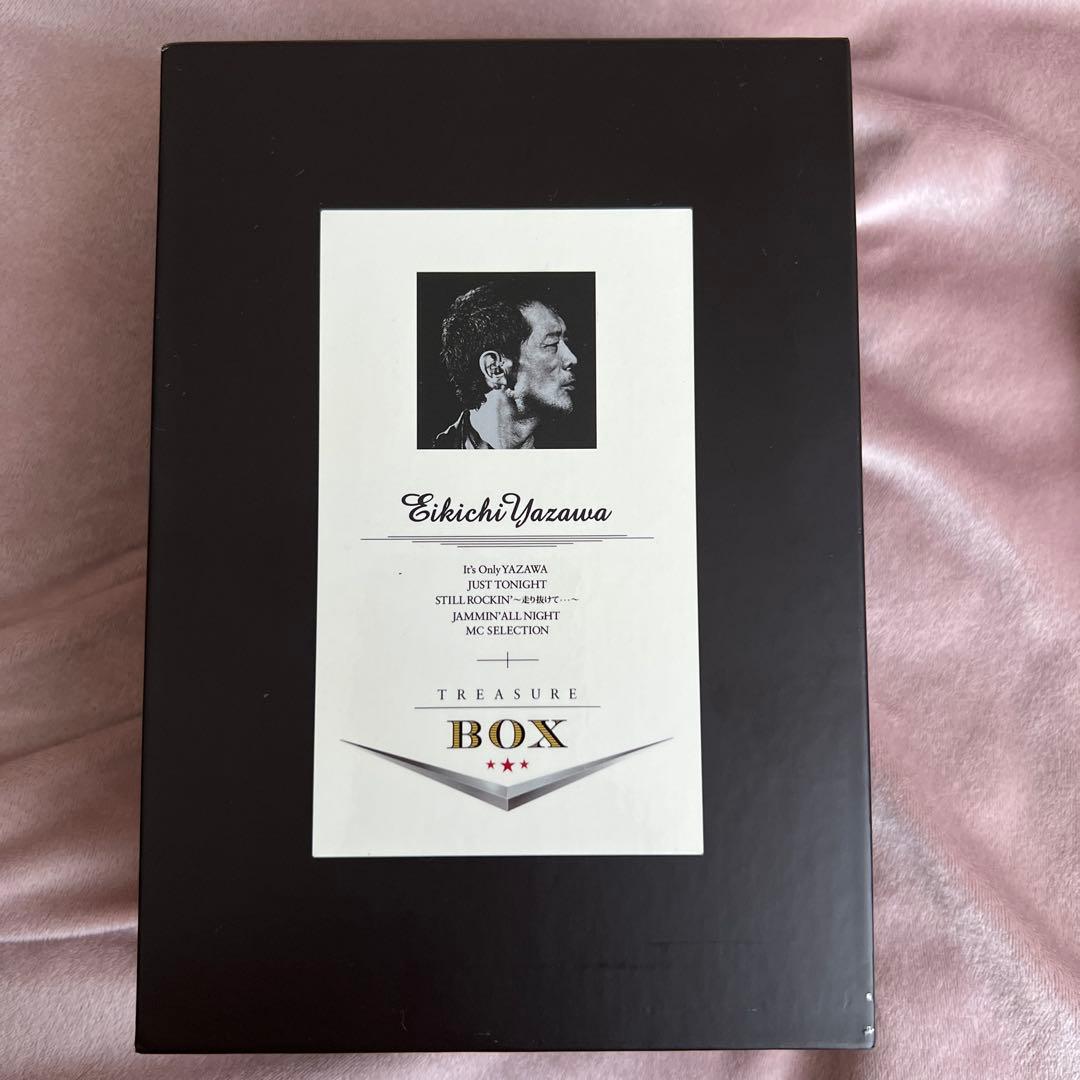 Eikichi Yazawa
It's Only YAZAWA
JUST TONIGHT
STILL ROCKIN'〜走り抜けて…〜
JAMMIN' ALL NIGHT
MC SELECTION
TREASURE
BOX